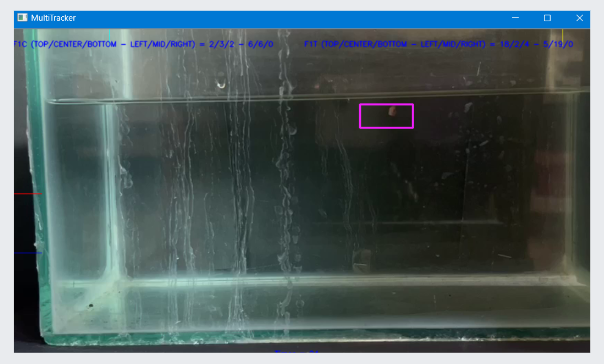 MultiTracker
F1C (TOP/CENTER/BOTTOM - LEFT/MID/RIGHT) = 2/3/2 - 6/6/0
F1T (TOP/CENTER/BOTTOM - LEFT/MID/RIGHT) = 18/2/4 - 5/19/0